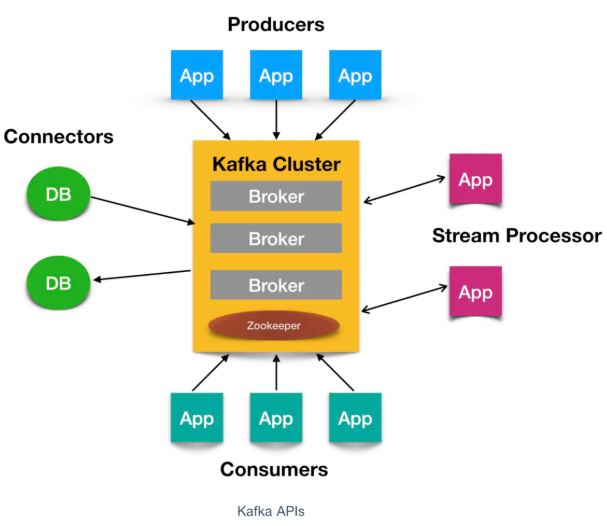 Producers
App
App
App
Connectors
Kafka Cluster
DB
Broker
App
Broker
Stream Processor
DB
Broker
App
Zookeeper
App
App
App
Consumers
Kafka APIs